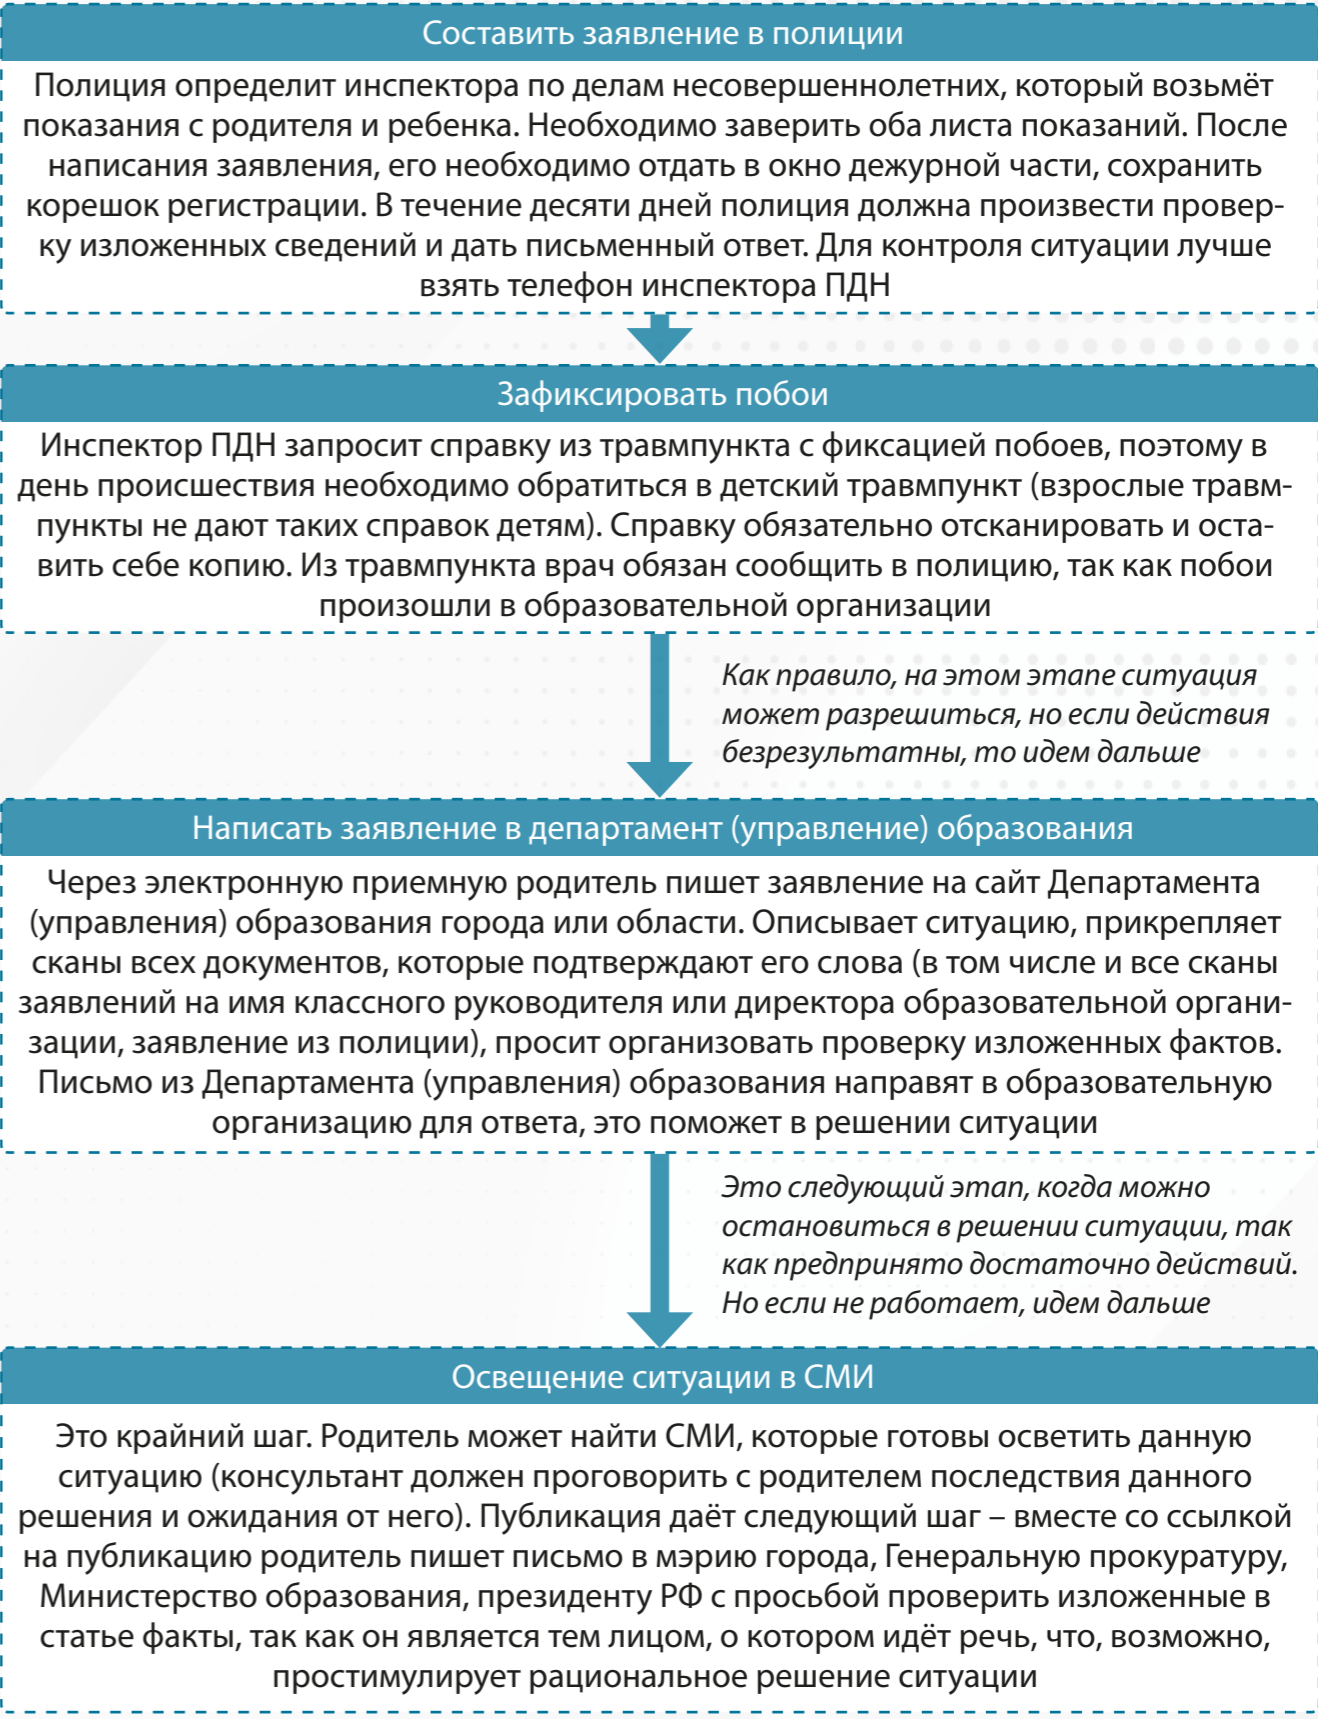 Составить заявление в полиции
Полиция определит инспектора по делам несовершеннолетних, который возьмёт
показания с родителя и ребенка. Необходимо заверить оба листа показаний. После
написания заявления, его необходимо отдать в окно дежурной части, сохранить
корешок регистрации. В течение десяти дней полиция должна произвести провер-
ку изложенных сведений и дать письменный ответ. Для контроля ситуации лучше
взять телефон инспектора ПДН
Зафиксировать побои
Инспектор ПДН запросит справку из травмпункта с фиксацией побоев, поэтому в
день происшествия необходимо обратиться в детский травмпункт (взрослые травм-
пункты не дают таких справок детям). Справку обязательно отсканировать и оста-
вить себе копию. Из травмпункта врач обязан сообщить в полицию, так как побои
произошли в образовательной организации
Как правило, на этом этапе ситуация
может разрешиться, но если действия
безрезультатны, то идем дальше
Написать заявление в департамент (управление) образования
Через электронную приемную родитель пишет заявление на сайт Департамента
(управления) образования города или области. Описывает ситуацию, прикрепляет
сканы всех документов, которые подтверждают его слова (в том числе и все сканы
заявлений на имя классного руководителя или директора образовательной органи-
зации, заявление из полиции), просит организовать проверку изложенных фактов.
Письмо из Департамента (управления) образования направят в образовательную
организацию для ответа, это поможет в решении ситуации
Это следующий этап, когда можно
остановиться в решении ситуации, так
как предпринято достаточно действий.
Но если не работает, идем дальше
Освещение ситуации в СМИ
Это крайний шаг. Родитель может найти СМИ, которые готовы осветить данную
ситуацию (консультант должен проговорить с родителем последствия данного
решения и ожидания от него). Публикация даёт следующий шаг – вместе со ссылкой
на публикацию родитель пишет письмо в мэрию города, Генеральную прокуратуру,
Министерство образования, президенту РФ с просьбой проверить изложенные в
статье факты, так как он является тем лицом, о котором идёт речь, что, возможно,
простимулирует рациональное решение ситуации